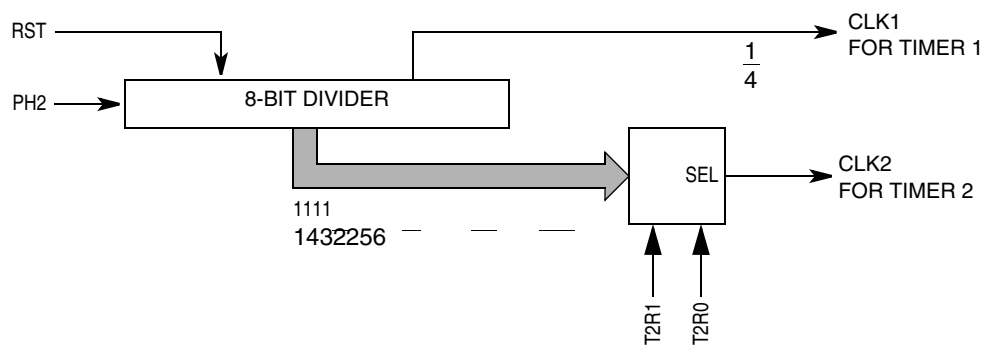 RST
CLK1
FOR TIMER 1
1
4
PH2
8-BIT DIVIDER
SEL
CLK2
FOR TIMER 2
1111
1432256
T2R1
T2R0